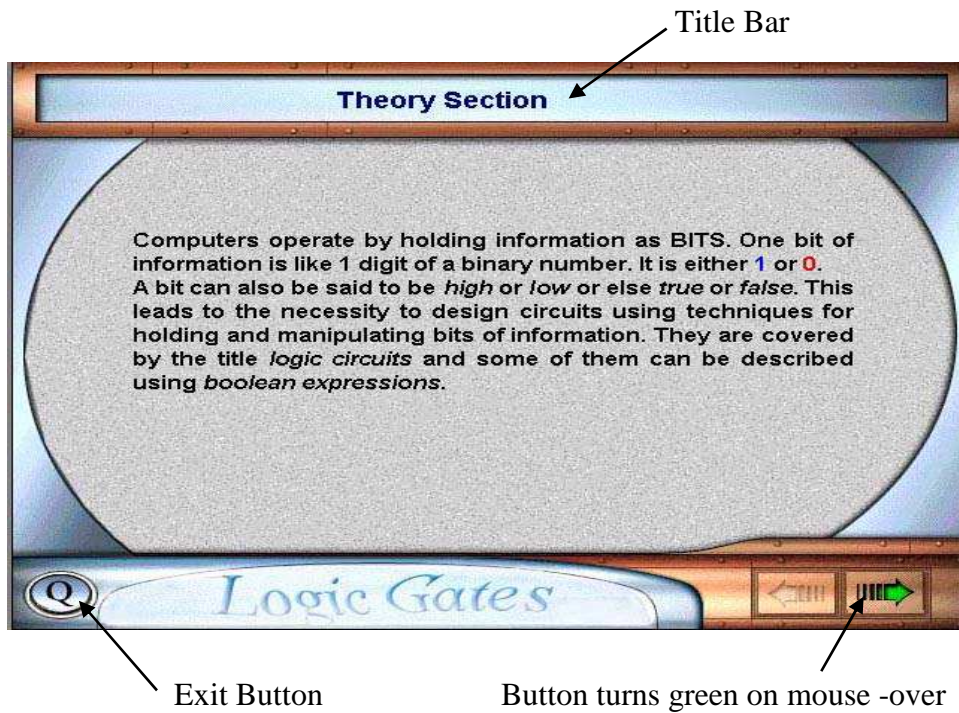 Title Bar
Theory Section
Computers operate by holding information as BITS. One bit of
information is like 1 digit of a binary number. It is either 1 or 0.
A bit can also be said to be high or low or else true or false. This
leads to the necessity to design circuits using techniques for
holding and manipulating bits of information. They are covered
by the title logic circuits and some of them can be described
using boolean expressions.
Q
Logic Gates
Exit Button
Button turns green on mouse -over